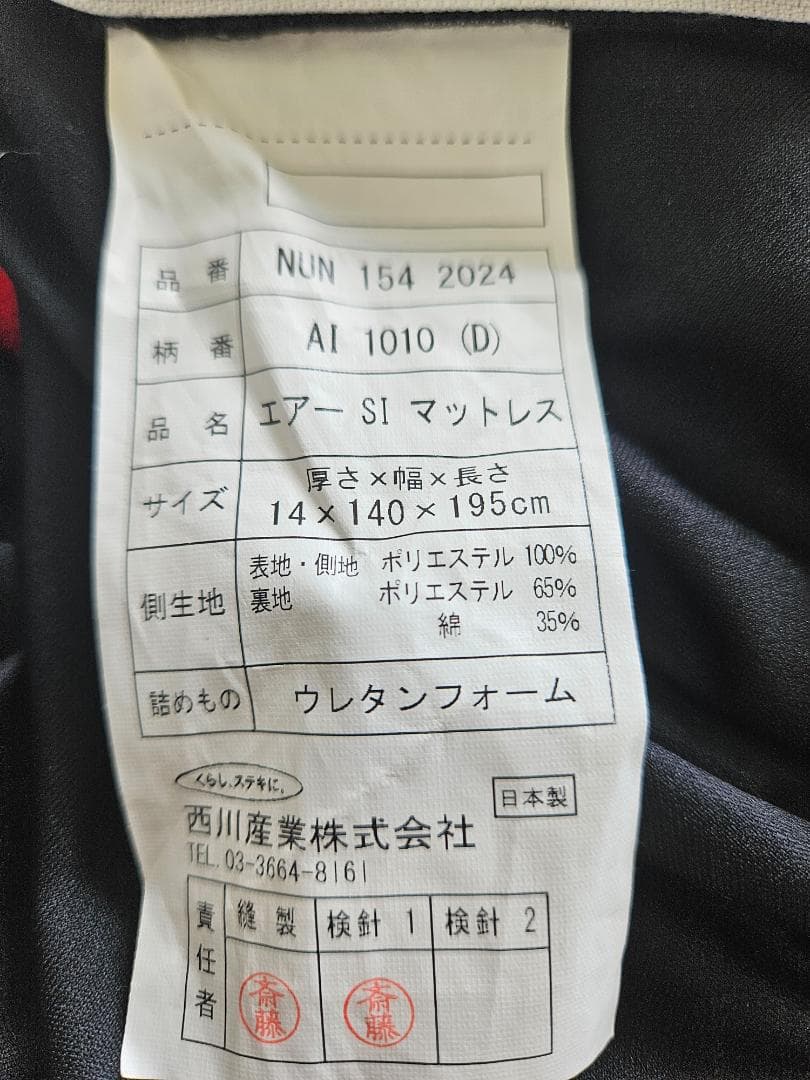 品番 NUN 154 2024
柄番 AI 1010 (D)
品名 エアー SI マットレス
サイズ 厚さ×幅×長さ
14×140×195cm
側生地 表地・側地 ポリエステル 100%
裏地 ポリエステル 65%
綿 35%
詰めもの ウレタンフォーム
くらし、ステキに。
日本製
西川産業株式会社
TEL.03-3664-8161
責任者 縫製 検針 1 検針 2
斎藤 斎藤